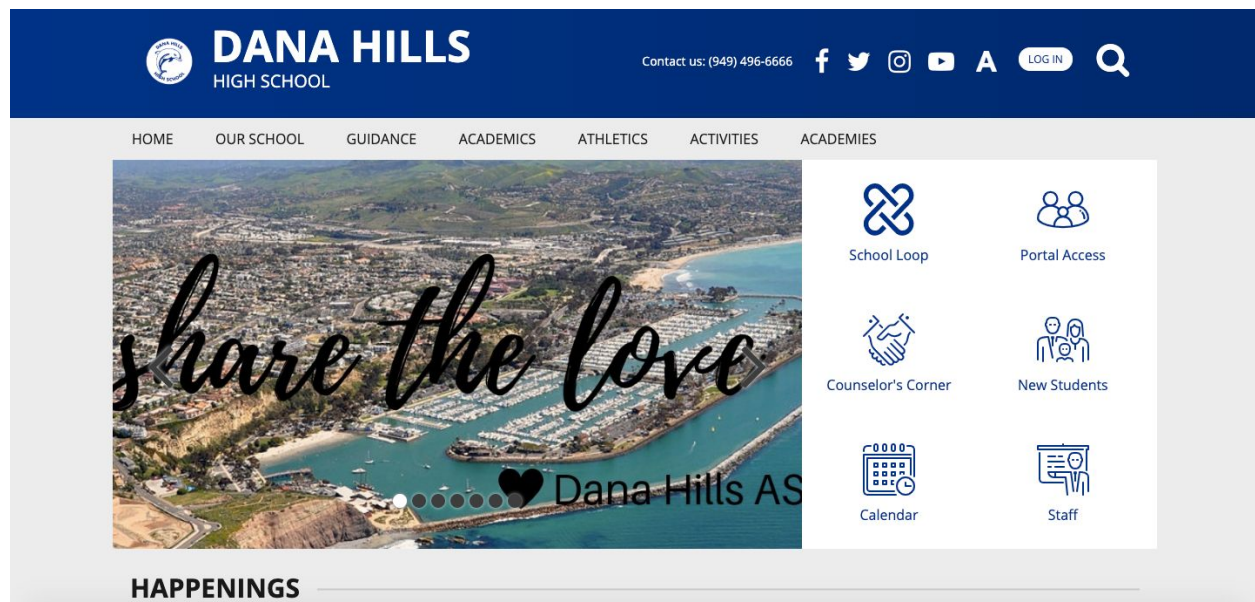 DANA HILLS
HIGH SCHOOL
Contact us: (949) 496-6666
LOG IN
HOME OUR SCHOOL GUIDANCE ACADEMICS ATHLETICS ACTIVITIES ACADEMIES
share the love
Dana Hills AS
School Loop Portal Access
Counselor's Corner New Students
Calendar Staff
HAPPENINGS